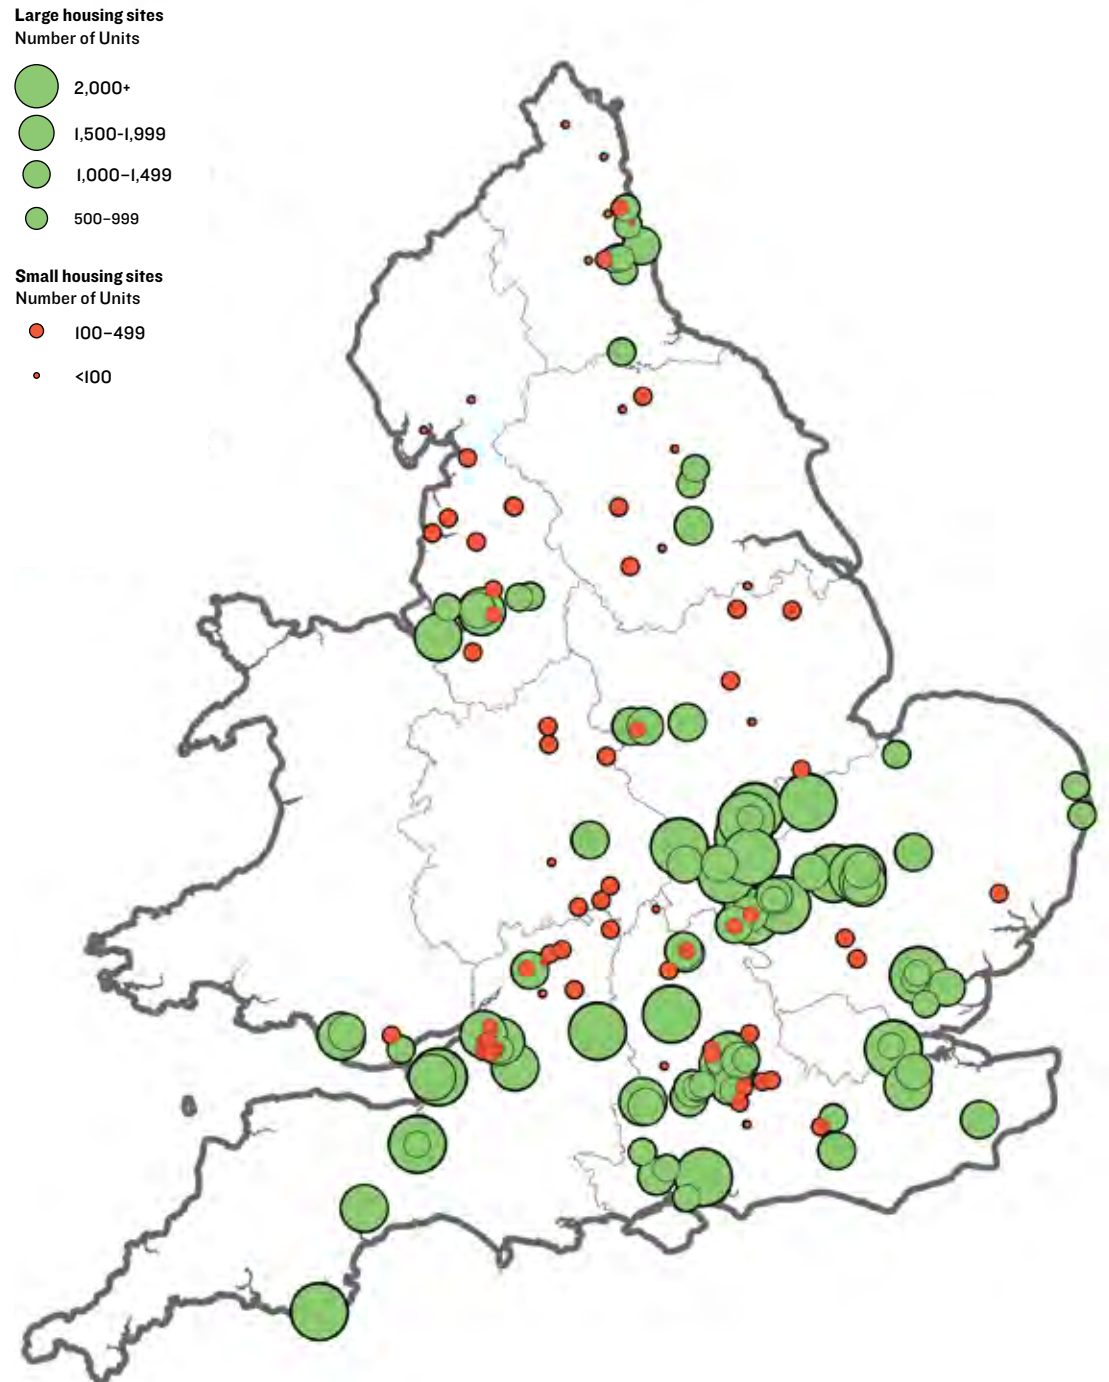 Large housing sites
Number of Units
2,000+
1,500-1,999
1,000–1,499
500–999
Small housing sites
Number of Units
100–499
<100